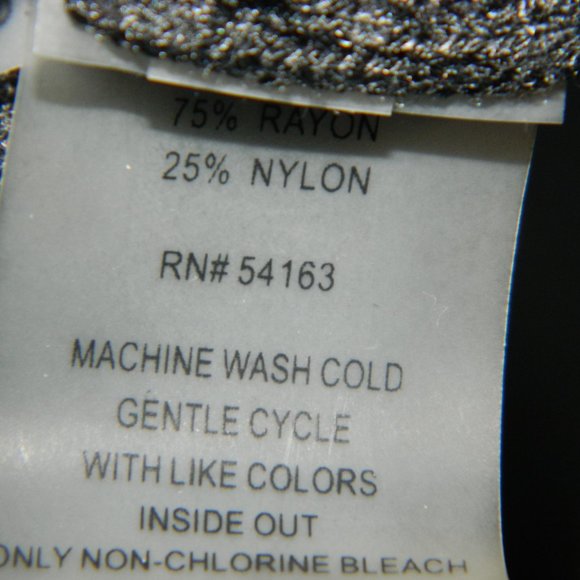 75% RAYON
25% NYLON
RN# 54163
MACHINE WASH COLD
GENTLE CYCLE
WITH LIKE COLORS
INSIDE OUT
ONLY NON-CHLORINE BLEACH